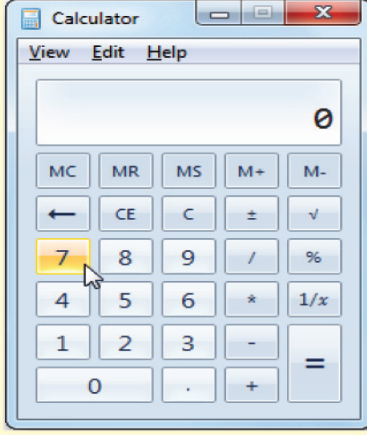 Calculator
View Edit Help
0
MC MR MS M+ M-
← CE C ± √
7 8 9 / %
4 5 6 * 1/x
1 2 3 - =
0 . +